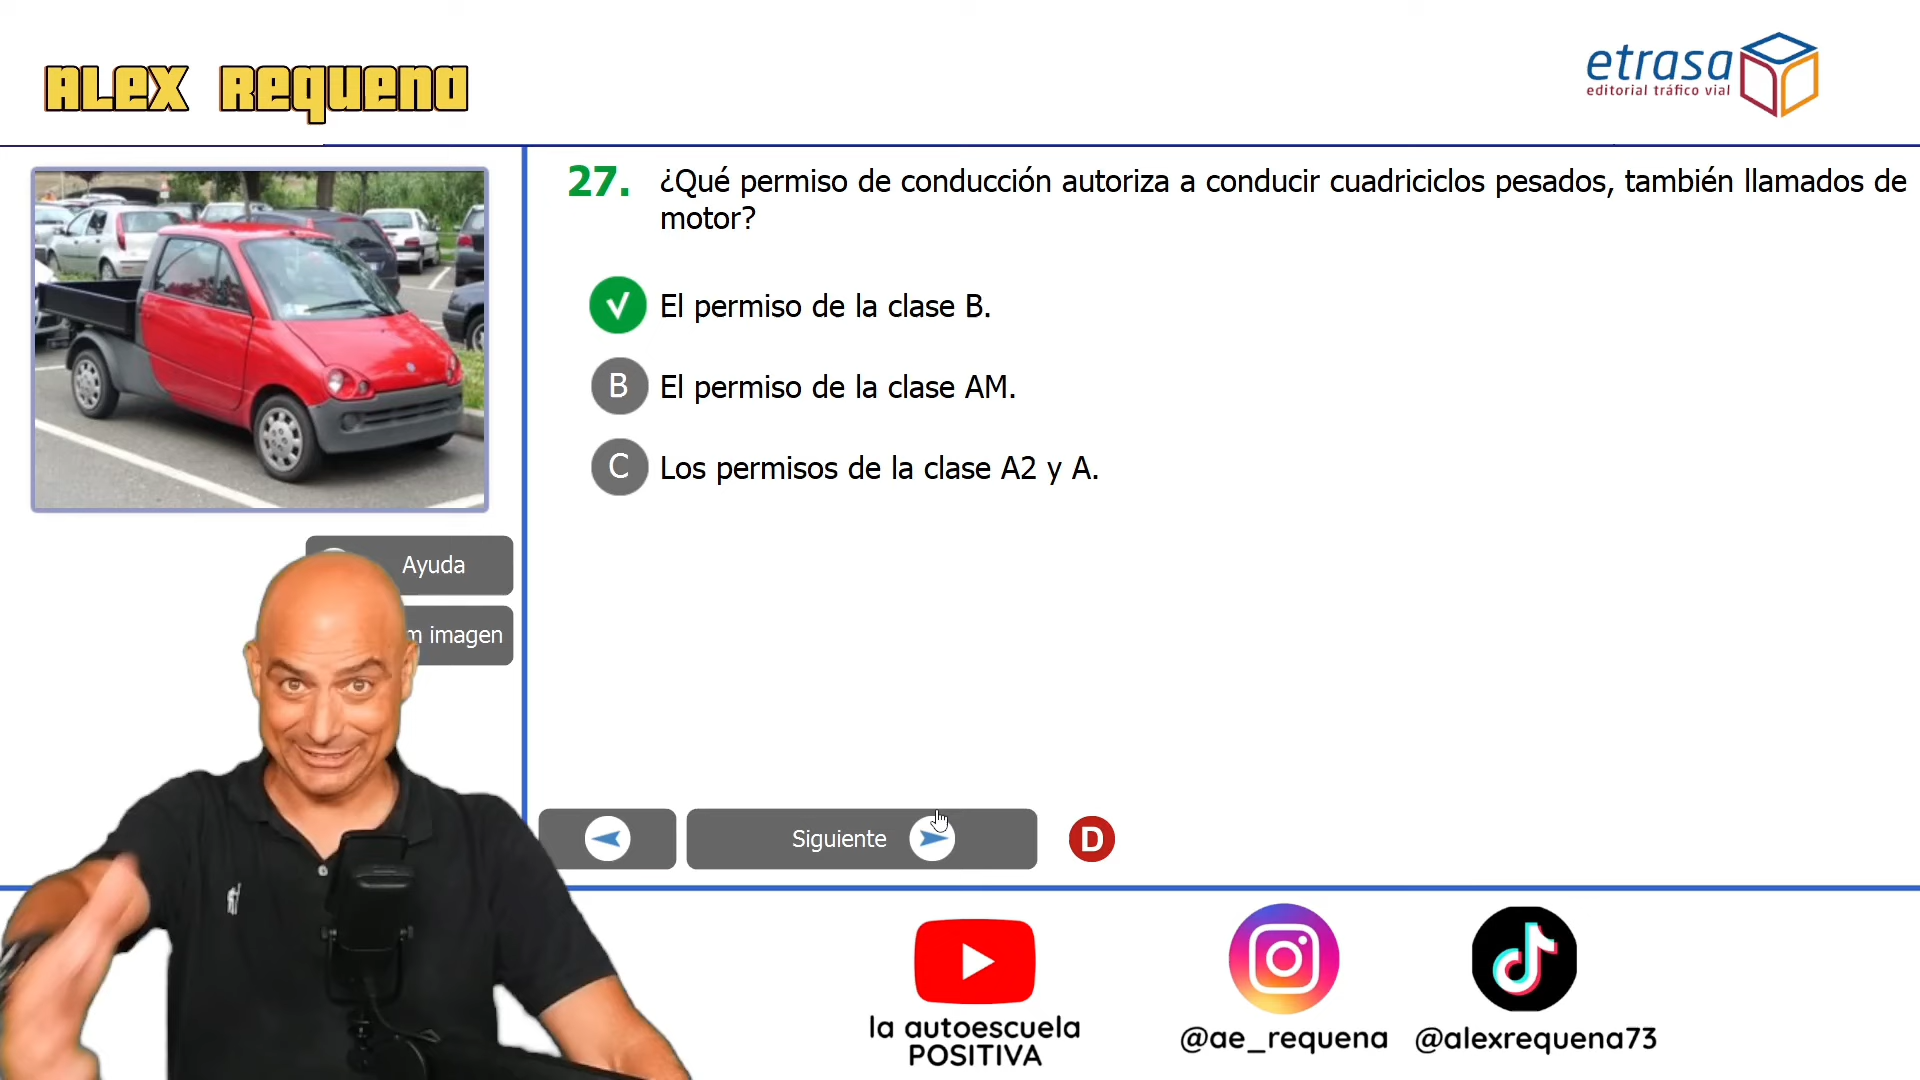 ALEX REQUENA
etrasa
editorial tráfico vial
27. ¿Qué permiso de conducción autoriza a conducir cuadriciclos pesados, también llamados de
motor?
√ El permiso de la clase B.
B El permiso de la clase AM.
C Los permisos de la clase A2 y A.
Ayuda
m imagen
Siguiente
D
la autoescuela
POSITIVA
@ae_requena
@alexrequena73